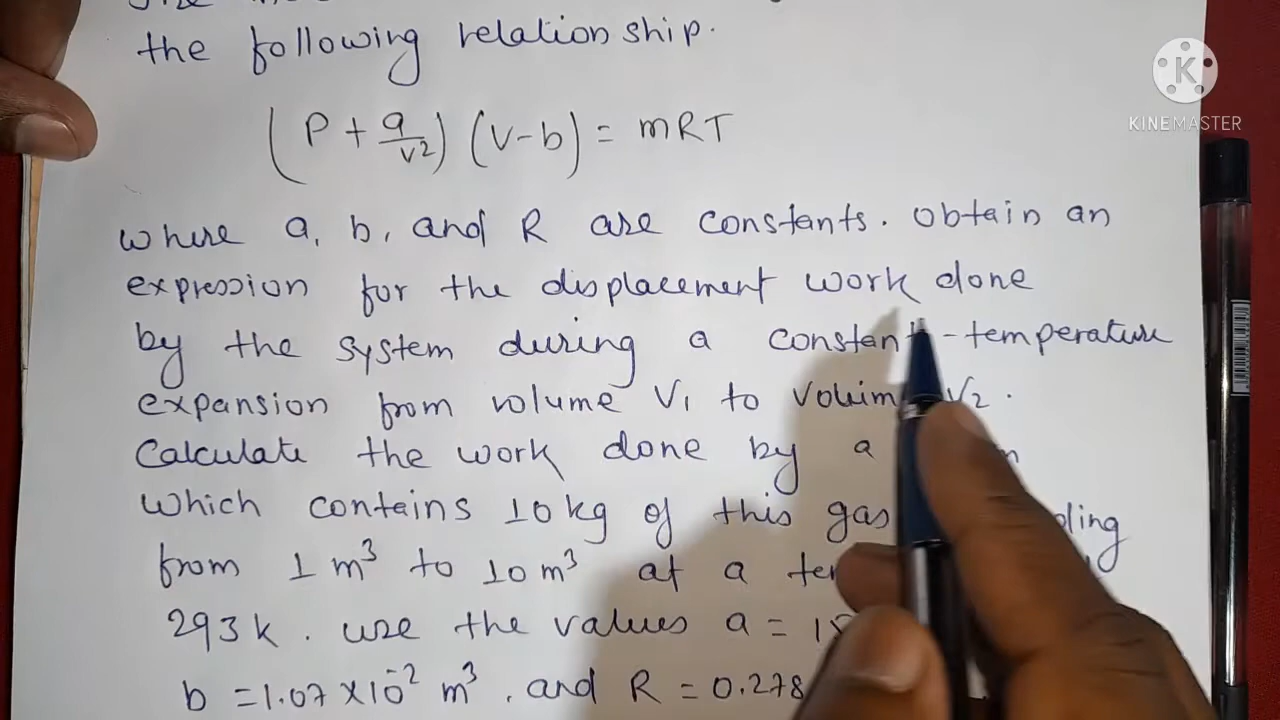 the following relationship.
(P + a/v2) (v-b) = mRT
where a, b, and R are constants. obtain an
expression for the displacement work done
by the system during a constant-temperature
expansion from volume V1 to V2.
Calculate the work done by a
which contains 10 kg of this gas
from 1 m3 to 10 m3 at a
293 k. use the values a =
b = 1.07 x 10-2 m3, and R = 0.278
K
KINEMASTER